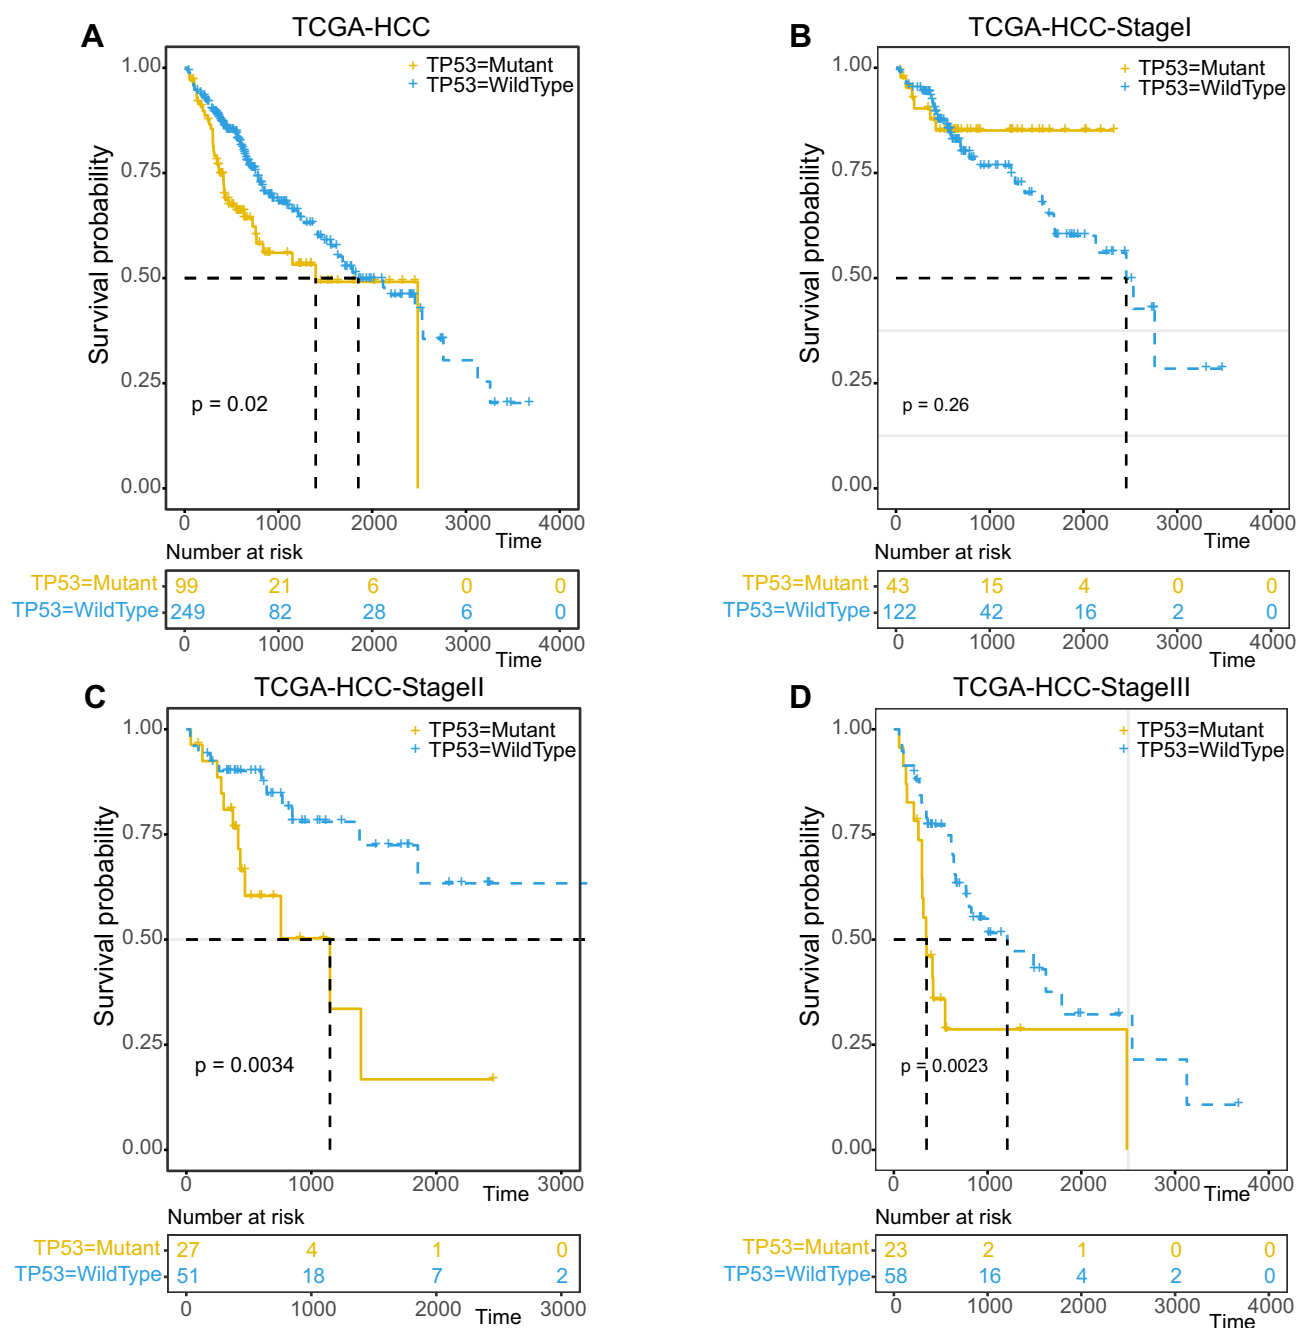 A
TCGA-HCC
TP53=Mutant
TP53=WildType
Survival probability
1.00
0.75
0.50
0.25
0.00
p = 0.02
0 1000 2000 3000 4000
Time
Number at risk
TP53=Mutant 99 21 6 0 0
TP53=WildType 249 82 28 6 0
0 1000 2000 3000 4000
Time
B
TCGA-HCC-StageI
TP53=Mutant
TP53=WildType
Survival probability
1.00
0.75
0.50
0.25
0.00
p = 0.26
0 1000 2000 3000 4000
Time
Number at risk
TP53=Mutant 43 15 4 0 0
TP53=WildType 122 42 16 2 0
0 1000 2000 3000 4000
Time
C
TCGA-HCC-StageII
TP53=Mutant
TP53=WildType
Survival probability
1.00
0.75
0.50
0.25
0.00
p = 0.0034
0 1000 2000 3000
Time
Number at risk
TP53=Mutant 27 4 1 0
TP53=WildType 51 18 7 2
0 1000 2000 3000
Time
D
TCGA-HCC-StageIII
TP53=Mutant
TP53=WildType
Survival probability
1.00
0.75
0.50
0.25
0.00
p = 0.0023
0 1000 2000 3000 4000
Time
Number at risk
TP53=Mutant 23 2 1 0 0
TP53=WildType 58 16 4 2 0
0 1000 2000 3000 4000
Time